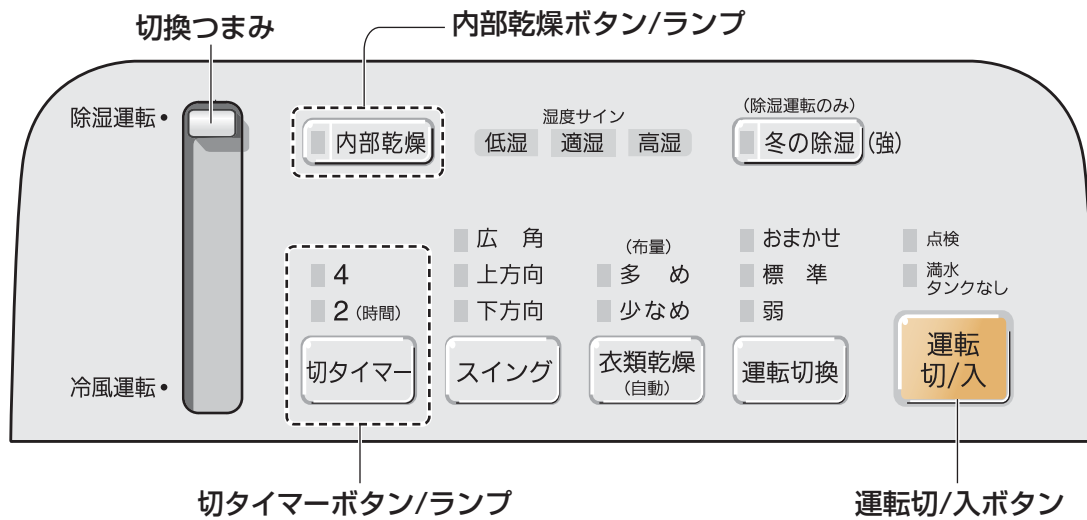 切換つまみ
内部乾燥ボタン/ランプ
除湿運転•
内部乾燥
湿度サイン
低湿 適湿 高湿
(除湿運転のみ)
冬の除湿 (強)
4
2 (時間)
切タイマー
広 角
上方向
下方向
スイング
(布量)
多 め
少なめ
衣類乾燥
(自動)
おまかせ
標 準
弱
運転切換
点検
満水
タンクなし
運転
切/入
冷風運転•
切タイマーボタン/ランプ
運転切/入ボタン